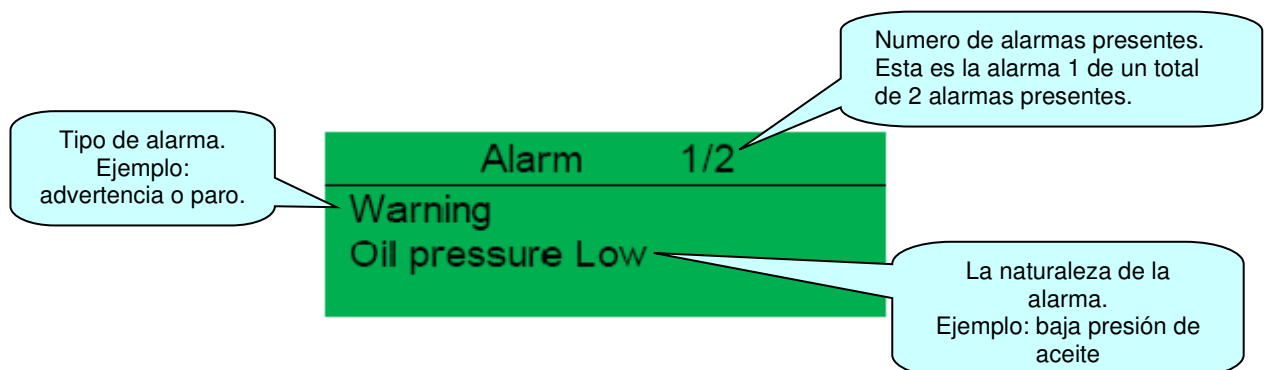 Numero de alarmas presentes.
Esta es la alarma 1 de un total
de 2 alarmas presentes.
Tipo de alarma.
Ejemplo:
advertencia o paro.
Alarm 1/2
Warning
Oil pressure Low
La naturaleza de la
alarma.
Ejemplo: baja presión de
aceite